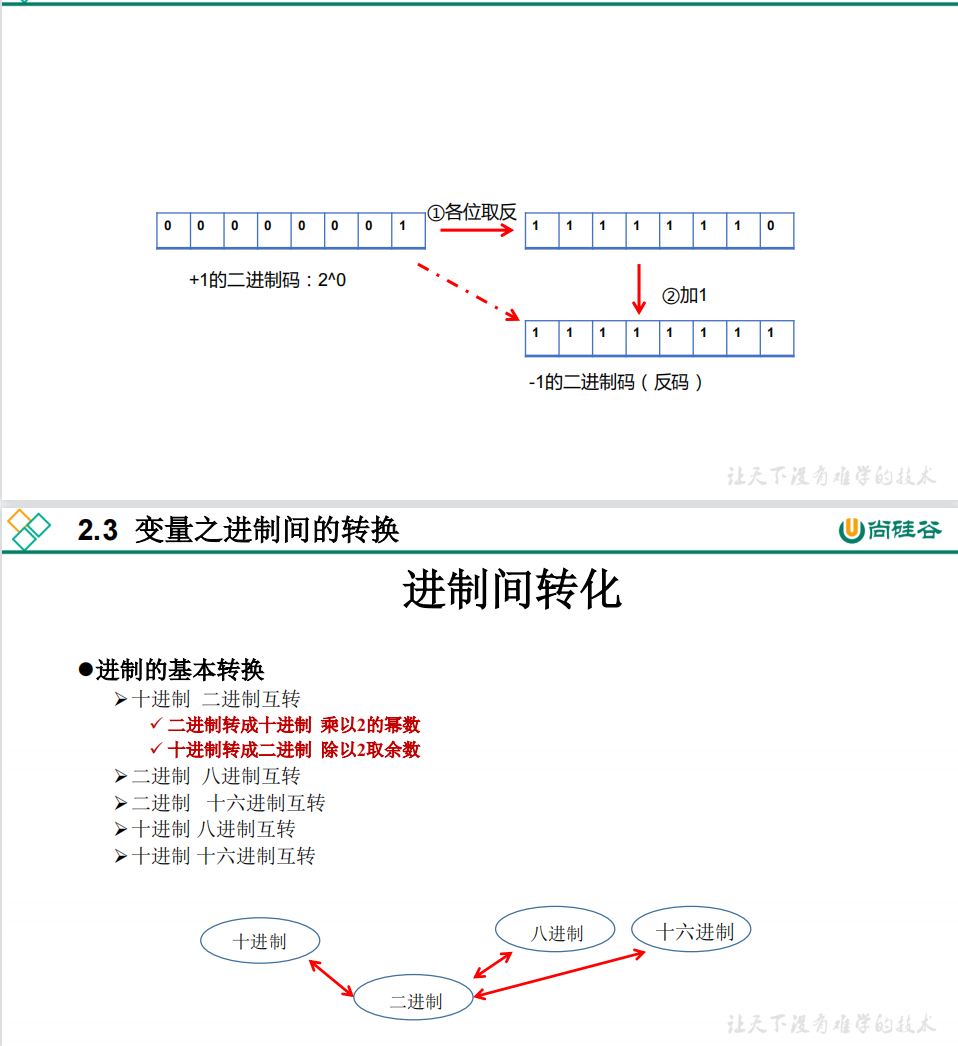 0 0 0 0 0 0 0 1
①各位取反
1 1 1 1 1 1 1 0
+1的二进制码：2^0
②加1
1 1 1 1 1 1 1 1
-1的二进制码（反码）
让天下没有难学的技术
2.3 变量之进制间的转换
尚硅谷
进制间转化
●进制的基本转换
➢十进制 二进制互转
✓二进制转成十进制 乘以2的幂数
✓十进制转成二进制 除以2取余数
➢二进制 八进制互转
➢二进制 十六进制互转
➢十进制 八进制互转
➢十进制 十六进制互转
十进制
八进制
十六进制
二进制
让天下没有难学的技术